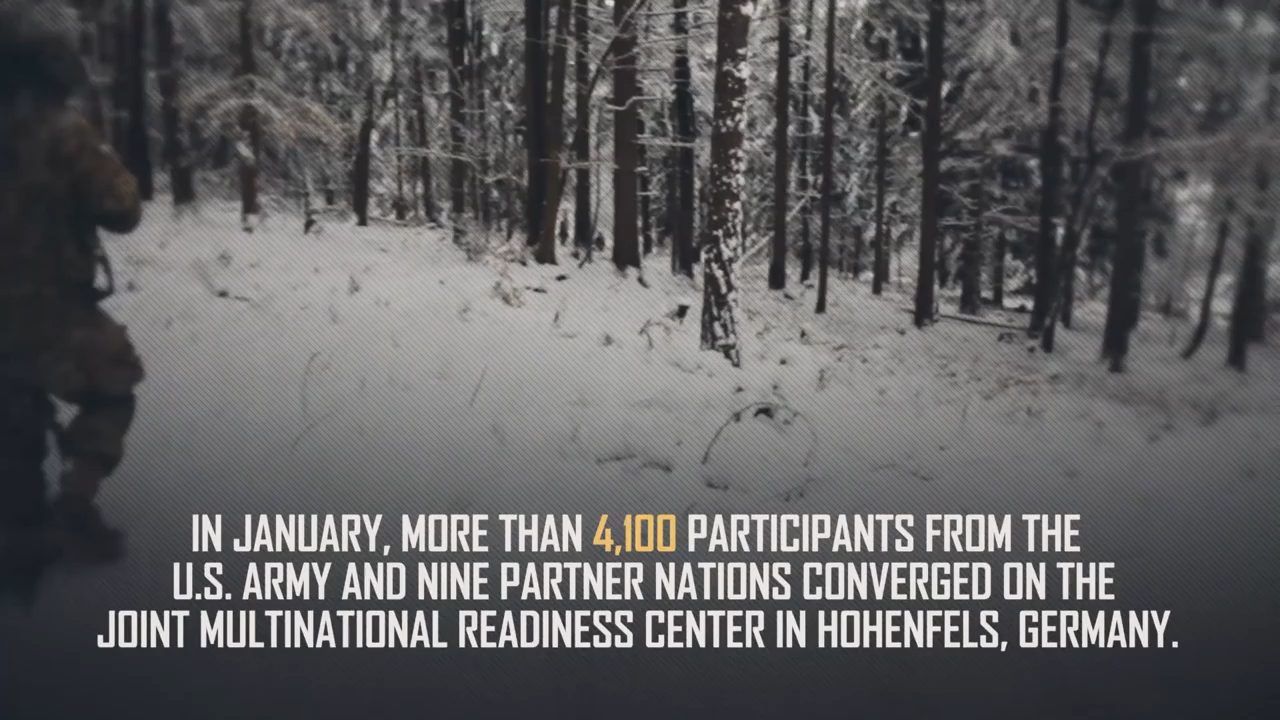 IN JANUARY, MORE THAN 4,100 PARTICIPANTS FROM THE
U.S. ARMY AND NINE PARTNER NATIONS CONVERGED ON THE
JOINT MULTINATIONAL READINESS CENTER IN HOHENFELS, GERMANY.